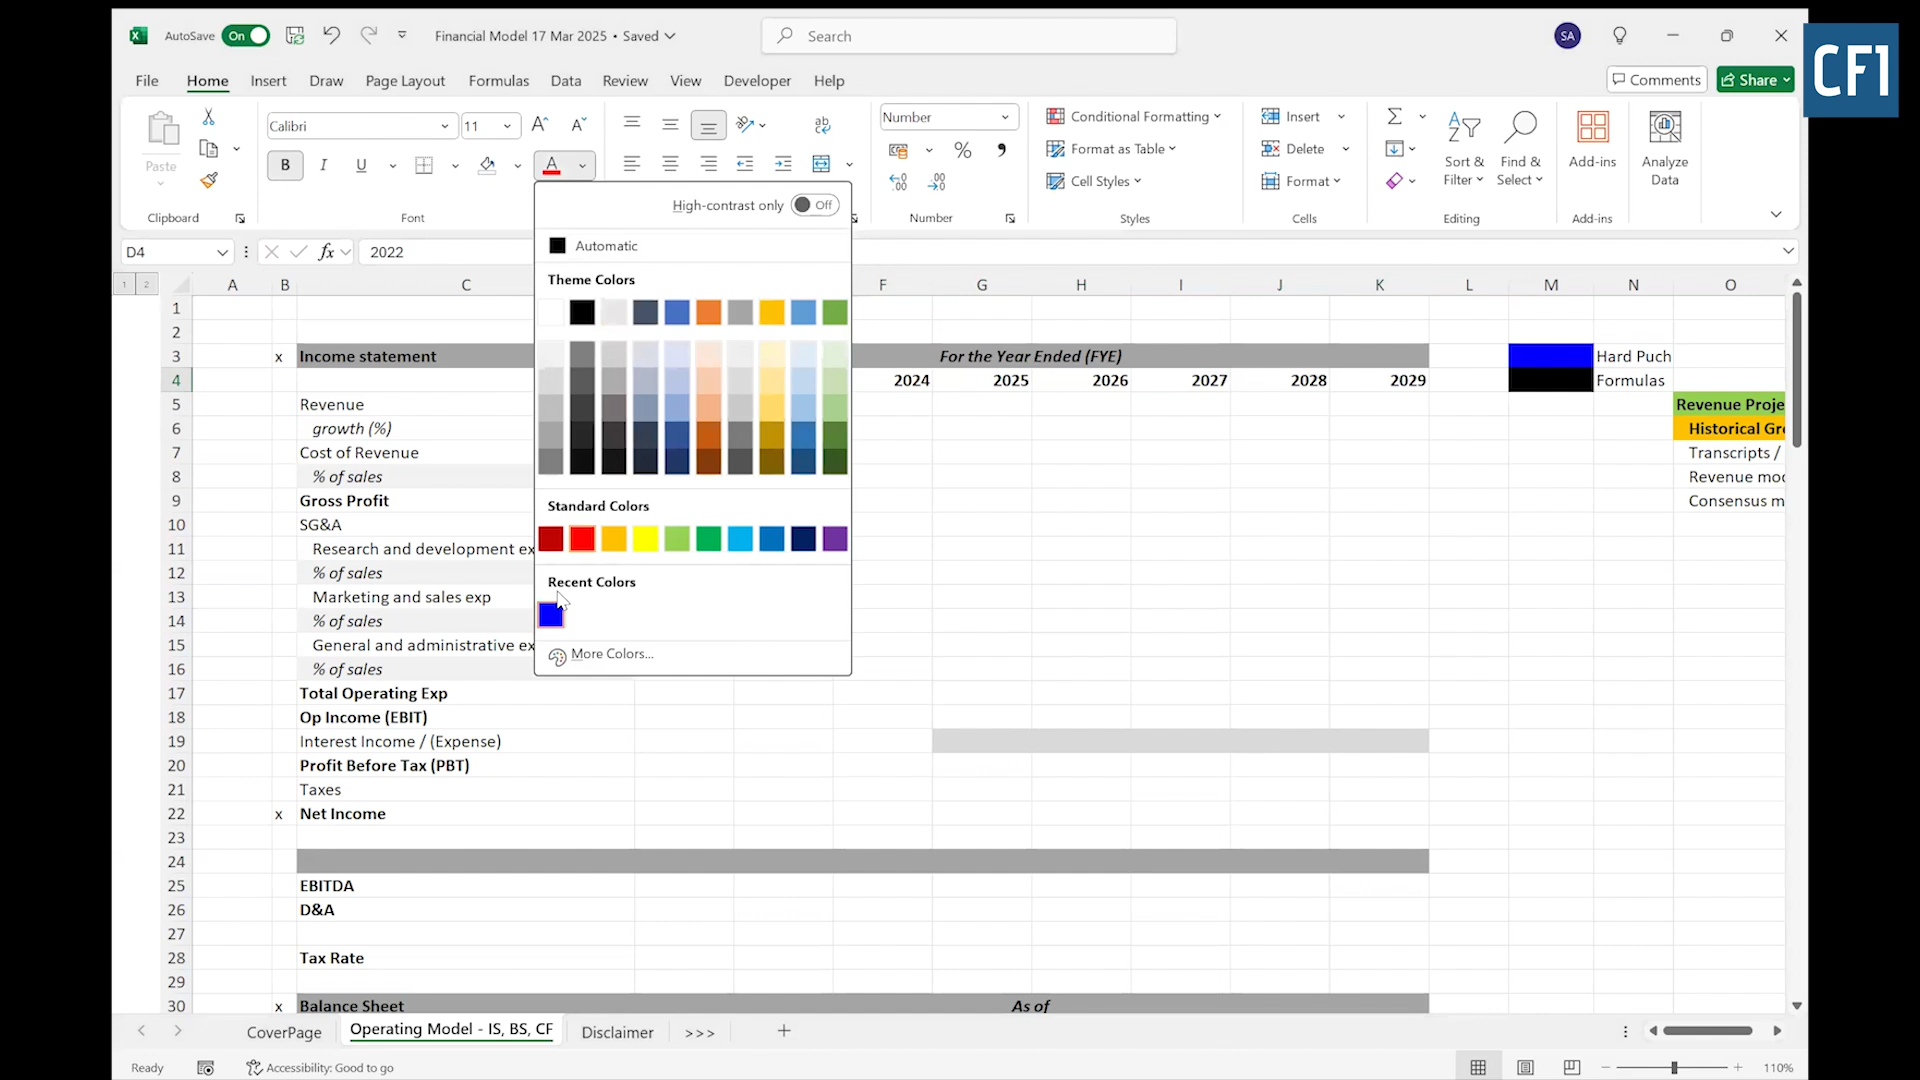 AutoSave On Financial Model 17 Mar 2025 • Saved Search SA
CF1
File Home Insert Draw Page Layout Formulas Data Review View Developer Help Comments Share
Calibri 11 Number Conditional Formatting Insert
Paste B I U A Format as Table Delete Sort & Filter Find & Select Add-ins Analyze Data
Cell Styles Format
Clipboard Font Number Styles Cells Editing Add-ins
High-contrast only Off
D4 fx 2022
Automatic
Theme Colors
Standard Colors
Recent Colors
More Colors...
1 2 A B C F G H I J K L M N O
1
2
3 x Income statement For the Year Ended (FYE) Hard Puch
4 2024 2025 2026 2027 2028 2029 Formulas
5 Revenue Revenue Proje
6 growth (%) Historical Gr
7 Cost of Revenue Transcripts /
8 % of sales Revenue mo
9 Gross Profit Consensus m
10 SG&A
11 Research and development ex
12 % of sales
13 Marketing and sales exp
14 % of sales
15 General and administrative ex
16 % of sales
17 Total Operating Exp
18 Op Income (EBIT)
19 Interest Income / (Expense)
20 Profit Before Tax (PBT)
21 Taxes
22 x Net Income
23
24
25 EBITDA
26 D&A
27
28 Tax Rate
29
30 x Balance Sheet As of
CoverPage Operating Model - IS, BS, CF Disclaimer >>> +
Ready Accessibility: Good to go 110%